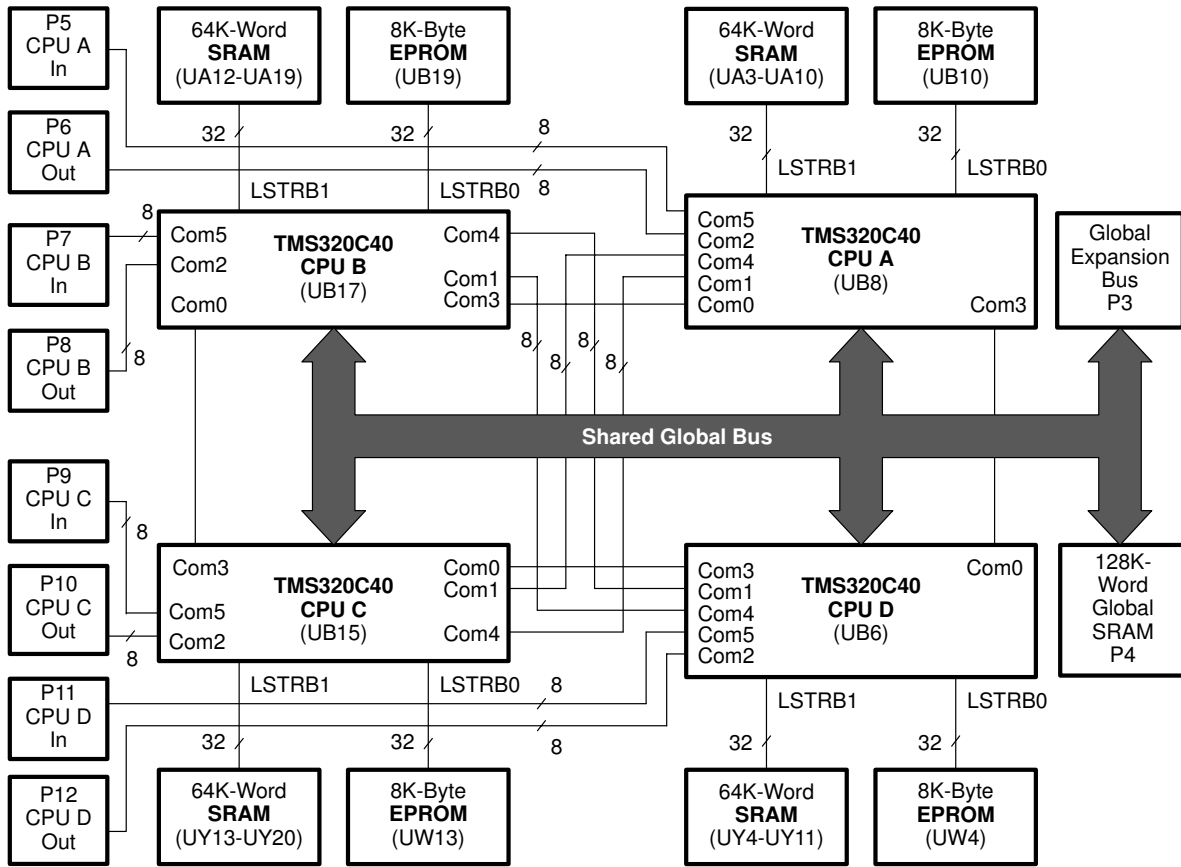 P5
CPU A
In
64K-Word
SRAM
(UA12-UA19)
8K-Byte
EPROM
(UB19)
64K-Word
SRAM
(UA3-UA10)
8K-Byte
EPROM
(UB10)
P6
CPU A
Out
32
32
8
8
32
32
LSTRB1
LSTRB0
LSTRB1
LSTRB0
P7
CPU B
In
8
P8
CPU B
Out
8
Com5
Com2
Com0
TMS320C40
CPU B
(UB17)
Com4
Com1
Com3
Com5
Com2
Com4
Com1
Com0
TMS320C40
CPU A
(UB8)
Com3
Global
Expansion
Bus
P3
8
8
8
8
Shared Global Bus
P9
CPU C
In
8
P10
CPU C
Out
8
Com3
Com5
Com2
TMS320C40
CPU C
(UB15)
Com0
Com1
Com4
Com3
Com1
Com4
Com5
Com2
TMS320C40
CPU D
(UB6)
Com0
128K-
Word
Global
SRAM
P4
P11
CPU D
In
P12
CPU D
Out
LSTRB1
LSTRB0
8
8
LSTRB1
LSTRB0
32
32
32
32
64K-Word
SRAM
(UY13-UY20)
8K-Byte
EPROM
(UW13)
64K-Word
SRAM
(UY4-UY11)
8K-Byte
EPROM
(UW4)